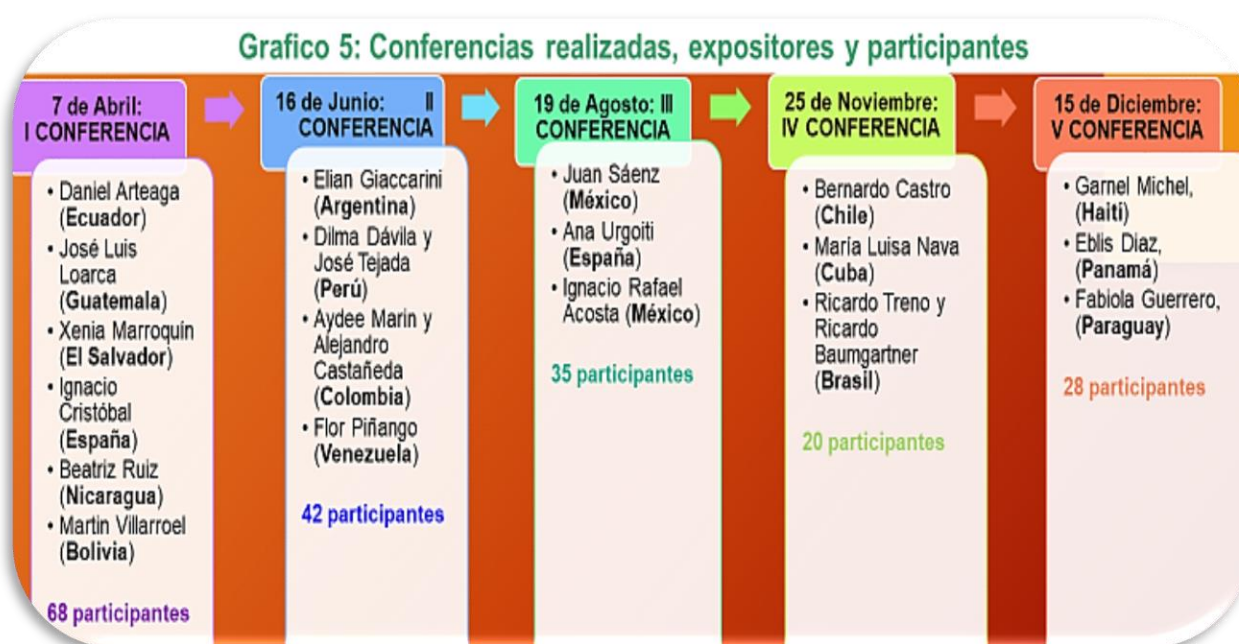 Grafico 5: Conferencias realizadas, expositores y participantes
7 de Abril:
I CONFERENCIA
• Daniel Arteaga
(Ecuador)
• José Luis
Loarca
(Guatemala)
• Xenia Marroquín
(El Salvador)
• Ignacio
Cristóbal
(España)
• Beatriz Ruiz
(Nicaragua)
• Martin Villarroel
(Bolivia)
68 participantes
16 de Junio: II
CONFERENCIA
• Elian Giaccarini
(Argentina)
• Dilma Dávila y
José Tejada
(Perú)
• Aydee Marin y
Alejandro
Castañeda
(Colombia)
• Flor Piñango
(Venezuela)
42 participantes
19 de Agosto: III
CONFERENCIA
• Juan Sáenz
(México)
• Ana Urgoiti
(España)
• Ignacio Rafael
Acosta (México)
35 participantes
25 de Noviembre:
IV CONFERENCIA
• Bernardo Castro
(Chile)
• María Luisa Nava
(Cuba)
• Ricardo Treno y
Ricardo
Baumgartner
(Brasil)
20 participantes
15 de Diciembre:
V CONFERENCIA
• Garnel Michel,
(Haití)
• Eblis Diaz,
(Panamá)
• Fabiola Guerrero,
(Paraguay)
28 participantes